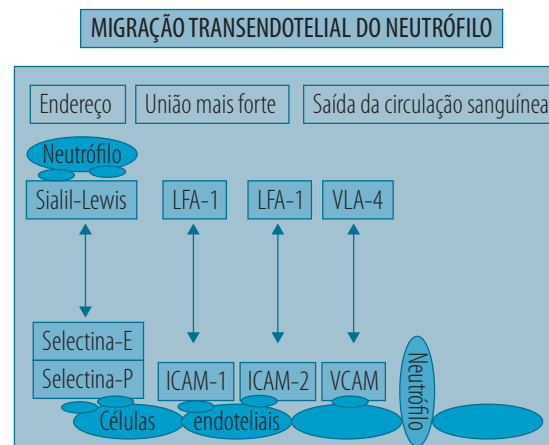 MIGRAÇÃO TRANSENDOTELIAL DO NEUTRÓFILO
Endereço União mais forte Saída da circulação sanguínea
Neutrófilo
Sialil-Lewis LFA-1 LFA-1 VLA-4
Selectina-E
Selectina-P ICAM-1 ICAM-2 VCAM
Neutrófilo
Células endoteliais